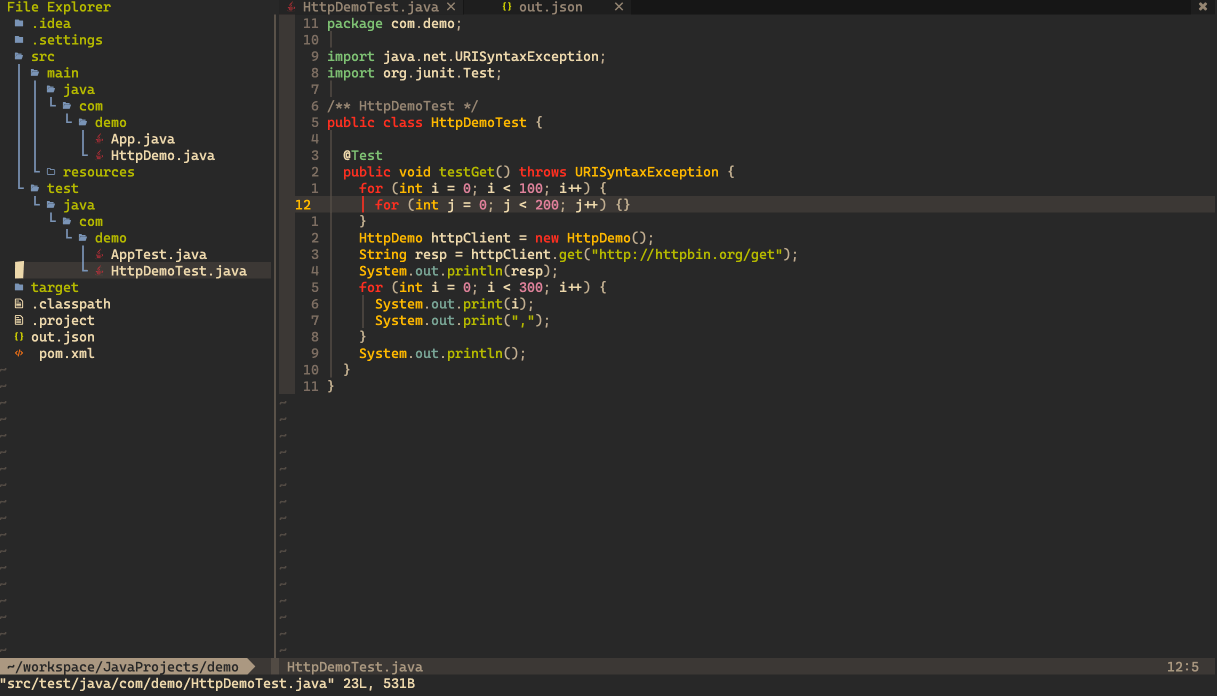 File Explorer
.idea
.settings
src
main
java
com
demo
App.java
HttpDemo.java
resources
test
java
com
demo
AppTest.java
HttpDemoTest.java
target
.classpath
.project
{} out.json
</> pom.xml
~/workspace/JavaProjects/demo
HttpDemoTest.java × {} out.json × ×
11 package com.demo;
10
9 import java.net.URISyntaxException;
8 import org.junit.Test;
7
6 /** HttpDemoTest */
5 public class HttpDemoTest {
4
3 @Test
2 public void testGet() throws URISyntaxException {
1 for (int i = 0; i < 100; i++) {
12 for (int j = 0; j < 200; j++) {}
1 }
2 HttpDemo httpClient = new HttpDemo();
3 String resp = httpClient.get("http://httpbin.org/get");
4 System.out.println(resp);
5 for (int i = 0; i < 300; i++) {
6 System.out.print(i);
7 System.out.print(",");
8 }
9 System.out.println();
10 }
11 }
HttpDemoTest.java 12:5
"src/test/java/com/demo/HttpDemoTest.java" 23L, 531B